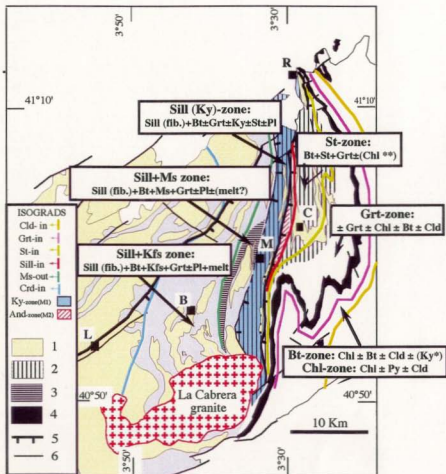 3°50'
3°30'
R
41°10'
41°10'
Sill (Ky)-zone:
Sill (fib.)+Bt±Grt±Ky±St±Pl
St-zone:
Bt+St+Grt±(Chl **)
Sill+Ms-zone:
Sill (fib.)+Bt+Ms+Grt±Pl±(melt?)
ISOGRADS
Cld-in
Grt-in
St-in
Sill-in
Ms-out
Crd-in
Ky-zone(M1)
And-zone(M2)
C
Grt-zone:
± Grt ± Chl ± Bt ± Cld
M
Sill+Kfs-zone:
Sill (fib.)+Bt+Kfs+Grt±Pl+melt
B
L
1
2
3
4
5
6
Bt-zone: Chl ± Bt ± Cld ± (Ky*)
Chl-zone: Chl ± Py ± Cld
La Cabrera
granite
40°50'
40°50'
10 Km
3°50'
3°30'